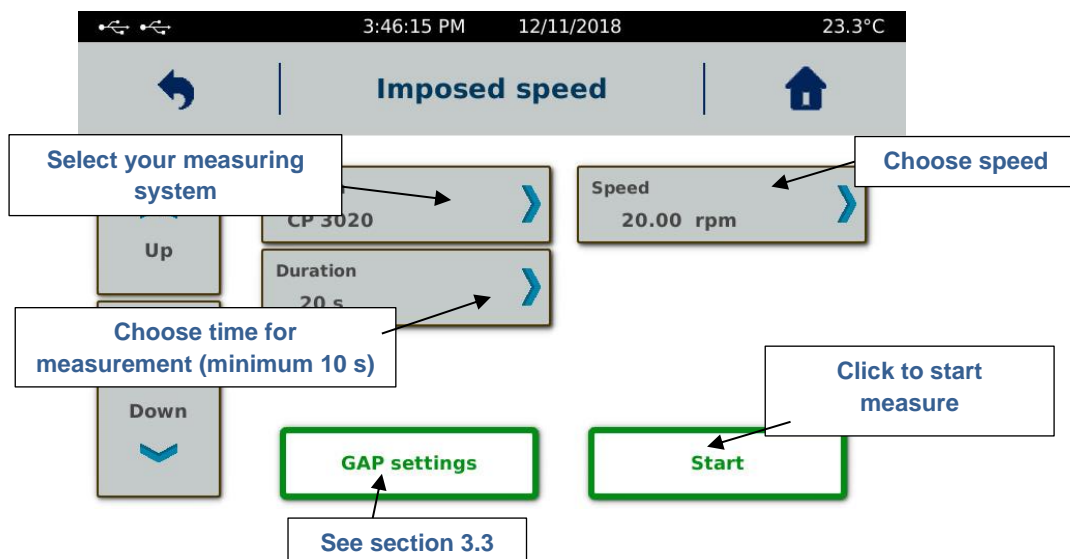 3:46:15 PM 12/11/2018 23.3°C
Imposed speed
Select your measuring
system
Choose speed
CP 3020
Speed
20.00 rpm
Up
Duration
20 s
Choose time for
measurement (minimum 10 s)
Click to start
measure
Down
GAP settings
Start
See section 3.3